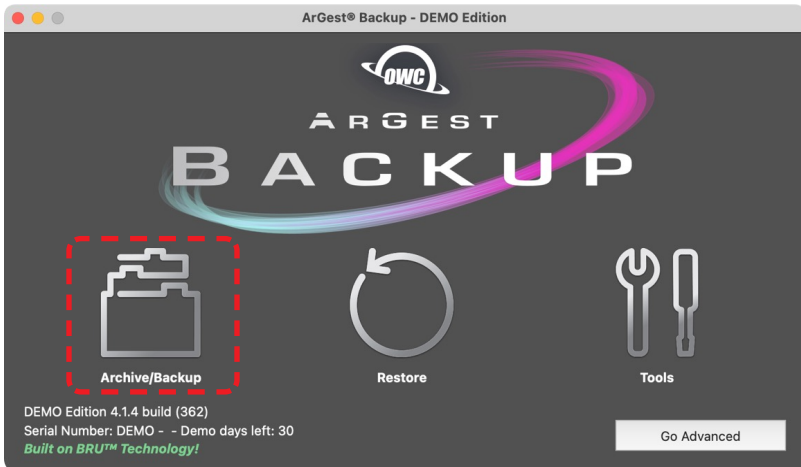 ArGest® Backup - DEMO Edition
OWC
ARGEST
BACKUP
Archive/Backup
Restore
Tools
DEMO Edition 4.1.4 build (362)
Serial Number: DEMO - - Demo days left: 30
Built on BRU™ Technology!
Go Advanced